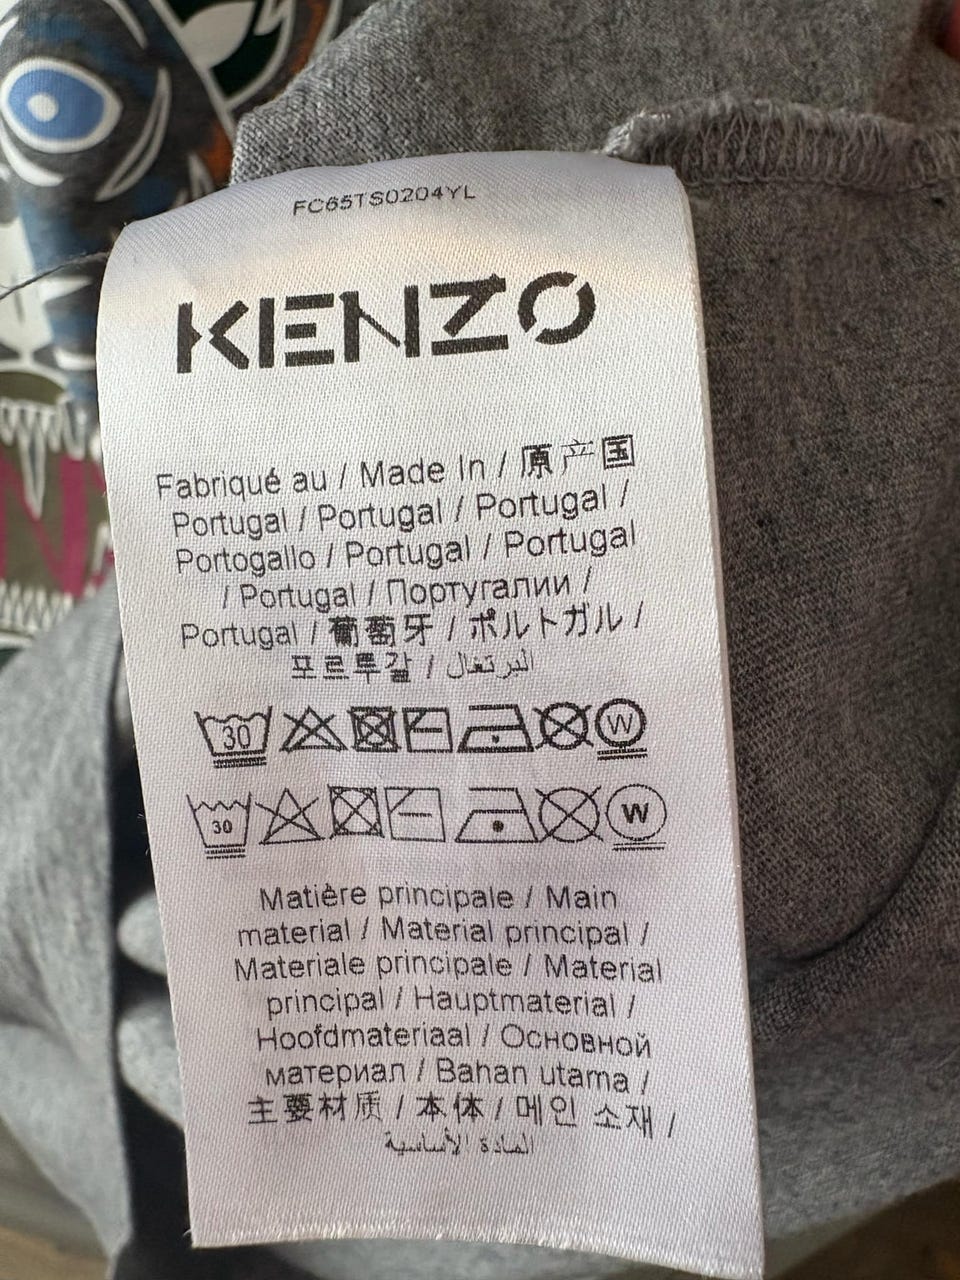 FC65TS0204YL
KENZO
Fabriqué au / Made In / 原产国
Portugal / Portugal / Portugal /
Portogallo / Portugal / Portugal
/ Portugal / Португалии /
Portugal / 葡萄牙 / ポルトガル /
포르투갈 / البرتغال
30 W
30 W
Matière principale / Main
material / Material principal /
Materiale principale / Material
principal / Hauptmaterial /
Hoofdmateriaal / Основной
материал / Bahan utama /
主要材质 / 本体 / 메인 소재 /
المادة الأساسية